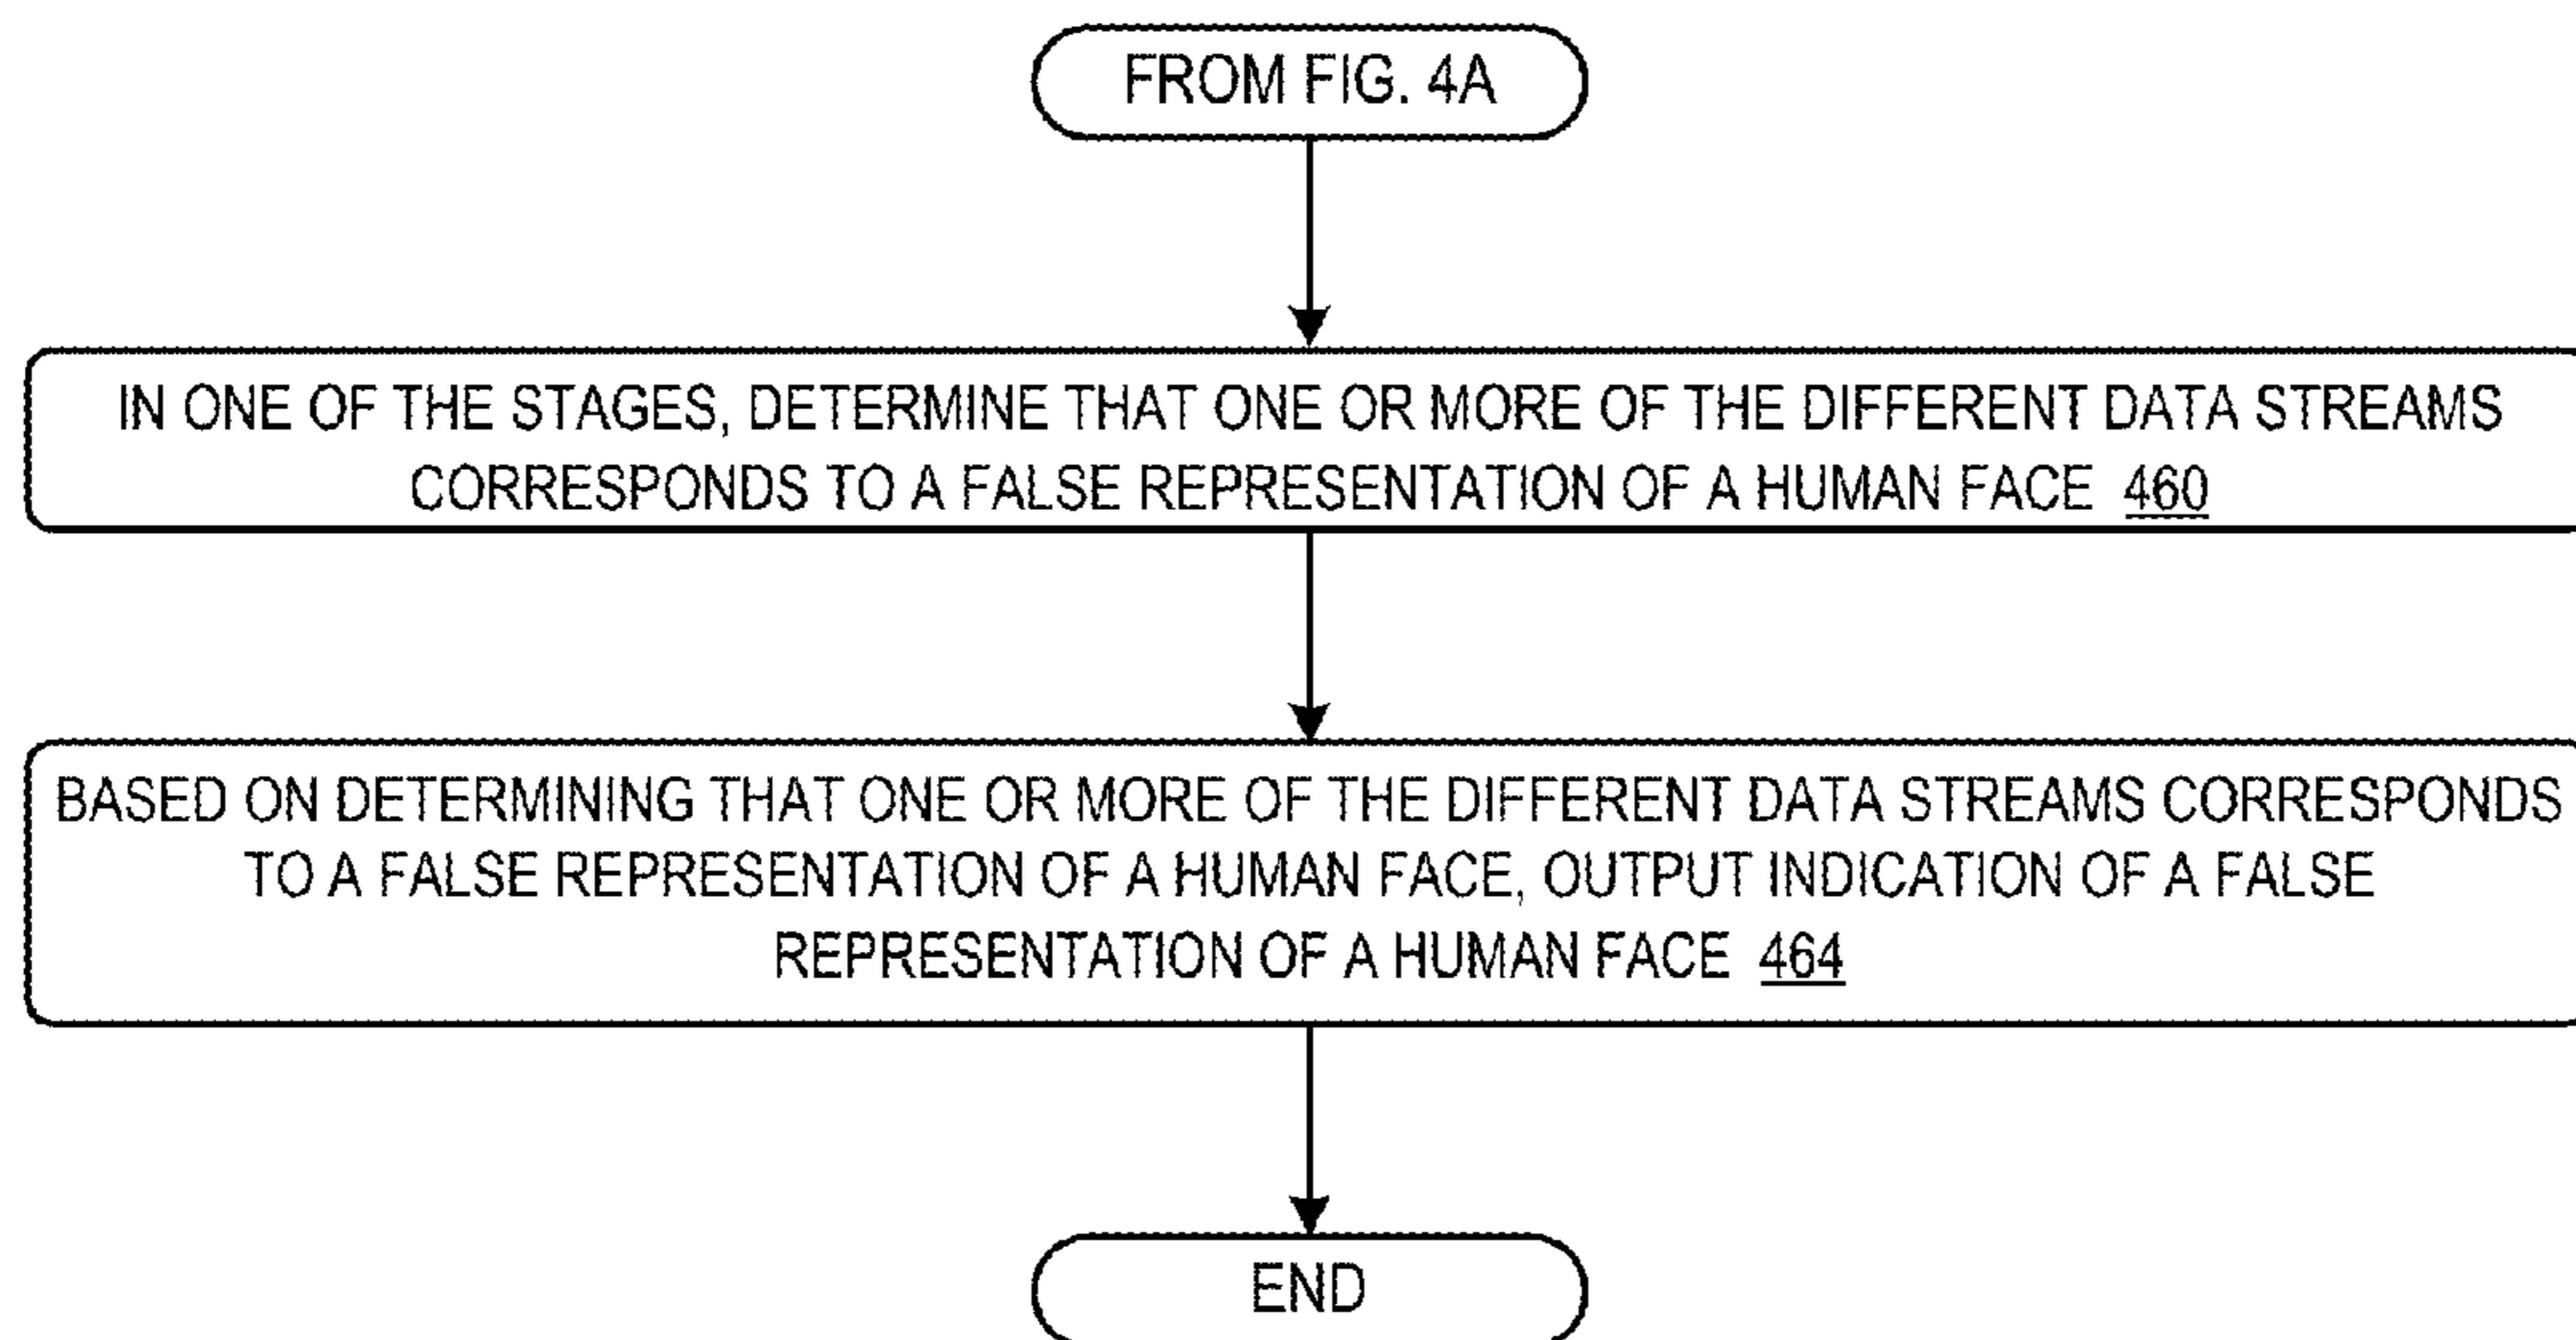 FROM FIG. 4A
IN ONE OF THE STAGES, DETERMINE THAT ONE OR MORE OF THE DIFFERENT DATA STREAMS
CORRESPONDS TO A FALSE REPRESENTATION OF A HUMAN FACE 460
BASED ON DETERMINING THAT ONE OR MORE OF THE DIFFERENT DATA STREAMS CORRESPONDS
TO A FALSE REPRESENTATION OF A HUMAN FACE, OUTPUT INDICATION OF A FALSE
REPRESENTATION OF A HUMAN FACE 464
END